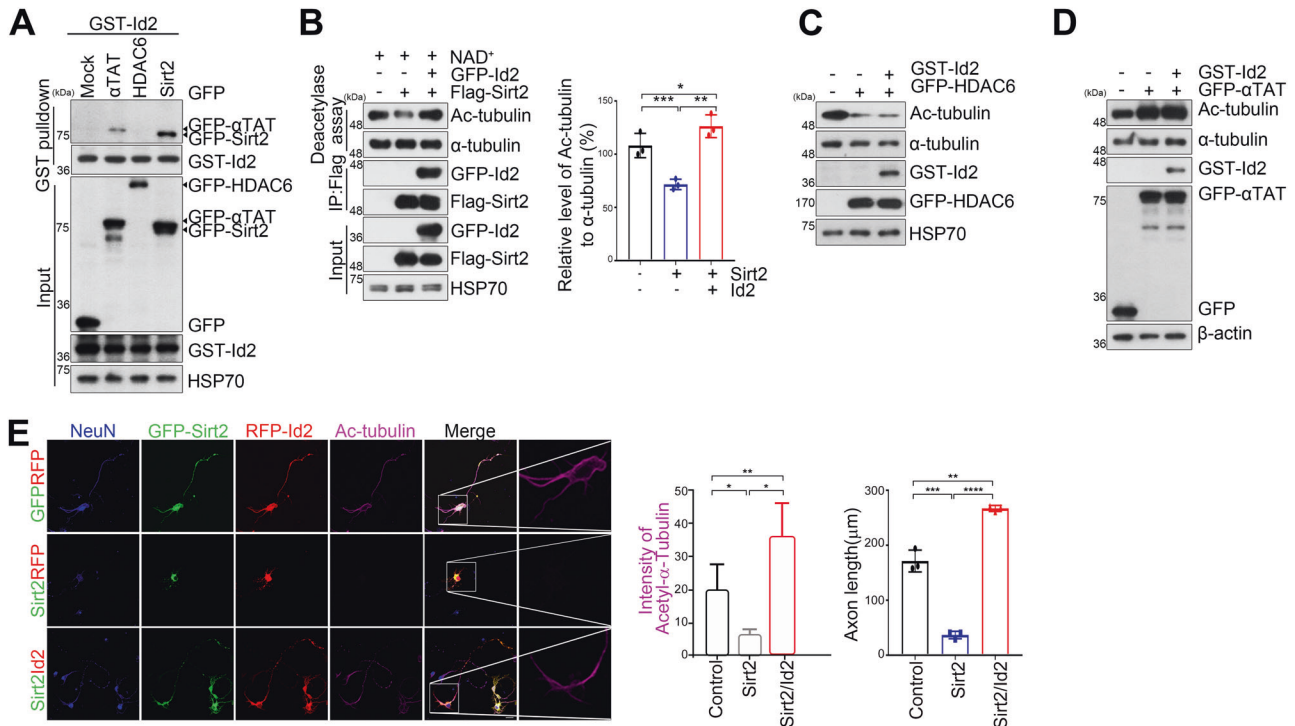 A
GST-Id2
Mock
αTAT
HDAC6
Sirt2
(kDa)
GFP
GST pulldown
75
GFP-αTAT
GFP-Sirt2
36
GST-Id2
Input
GFP-HDAC6
75
GFP-αTAT
GFP-Sirt2
36
GFP
36
GST-Id2
75
HSP70
B
+ + + NAD+
- - + GFP-Id2
(kDa) - + + Flag-Sirt2
Deacetylase assay
48
Ac-tubulin
48
α-tubulin
IP:Flag
36
GFP-Id2
48
Flag-Sirt2
Input
36
GFP-Id2
48
Flag-Sirt2
75
HSP70
Relative level of Ac-tubulin
to α-tubulin (%)
150
100
50
0
*
*** **
- + + Sirt2
- - + Id2
C
- - + GST-Id2
(kDa) - + + GFP-HDAC6
48
Ac-tubulin
48
α-tubulin
36
GST-Id2
170
GFP-HDAC6
75
HSP70
D
- - + GST-Id2
(kDa) - + + GFP-αTAT
48
Ac-tubulin
48
α-tubulin
36
GST-Id2
75
GFP-αTAT
36
GFP
36
β-actin
E
NeuN GFP-Sirt2 RFP-Id2 Ac-tubulin Merge
GFPRFP
Sirt2RFP
Sirt2Id2
Intensity of
Acetyl-α-Tubulin
50
40
30
20
10
0
**
* *
Control Sirt2 Sirt2/Id2
Axon length(μm)
300
200
100
0
**
*** ****
Control Sirt2 Sirt2/Id2